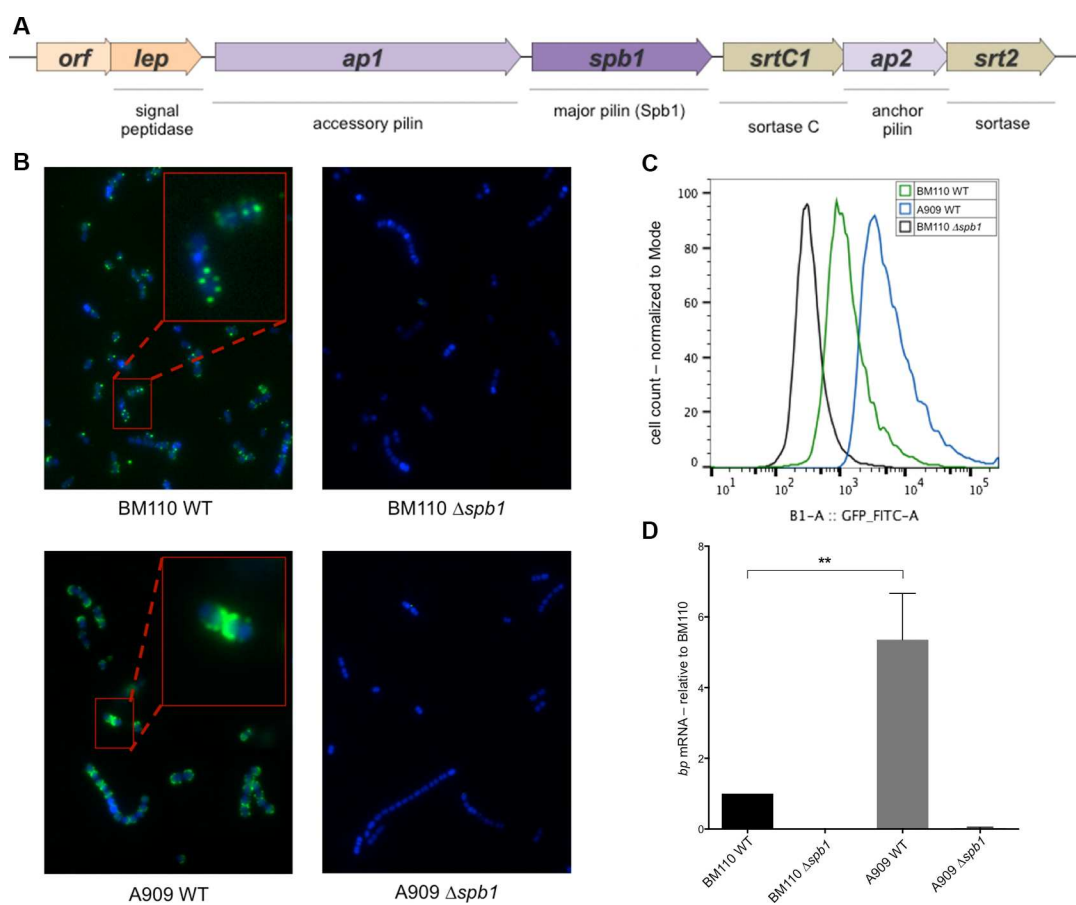 A
orf lep ap1 spb1 srtC1 ap2 srt2
signal
peptidase
accessory pilin
major pilin (Spb1)
sortase C
anchor
pilin
sortase
B
BM110 WT
BM110 Δspb1
A909 WT
A909 Δspb1
C
cell count – normalized to Mode
100
80
60
40
20
0
10¹ 10² 10³ 10⁴ 10⁵
B1-A :: GFP_FITC-A
BM110 WT
A909 WT
BM110 Δspb1
D
bp mRNA – relative to BM110
8
6
4
2
0
**
BM110 WT
BM110 Δspb1
A909 WT
A909 Δspb1